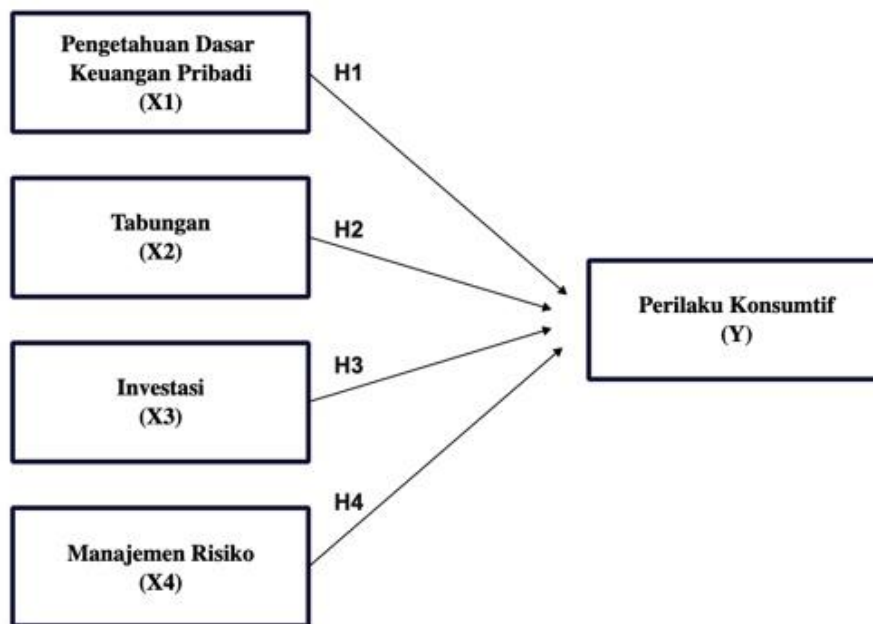 Pengetahuan Dasar
Keuangan Pribadi
(X1)
H1
Tabungan
(X2)
H2
Perilaku Konsumtif
(Y)
Investasi
(X3)
H3
Manajemen Risiko
(X4)
H4